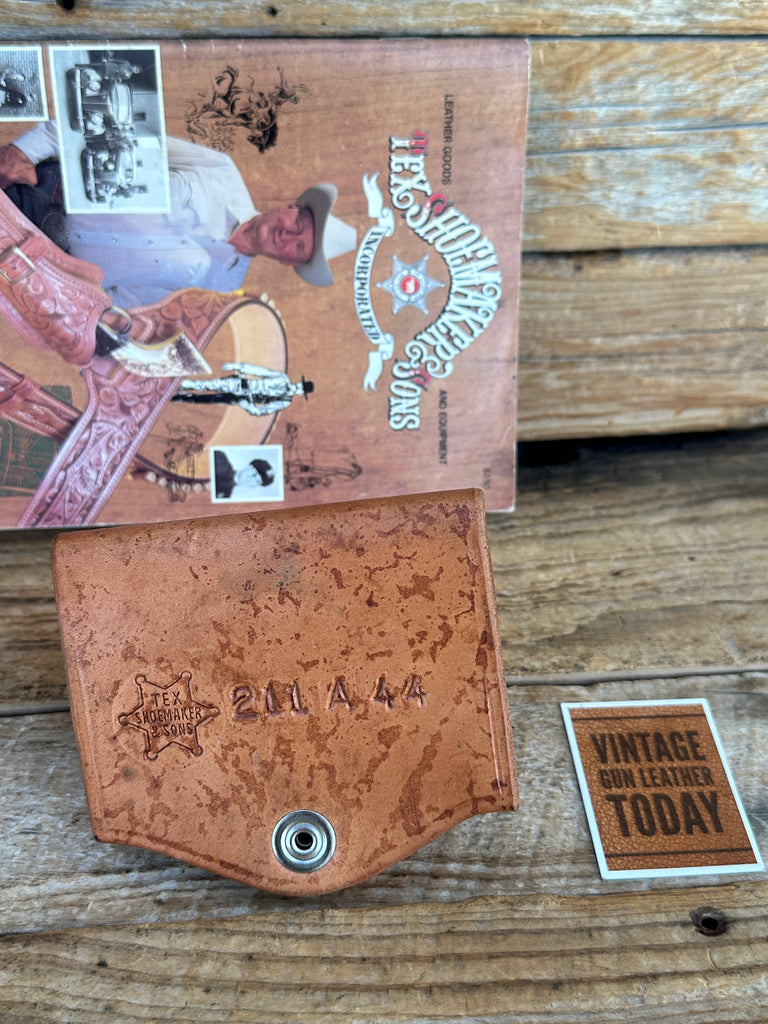 LEATHER GOODS
TEX SHOEMAKER & SONS
INCORPORATED
AND EQUIPMENT
TEX
SHOEMAKER
& SONS
211 A 44
VINTAGE
GUN LEATHER
TODAY